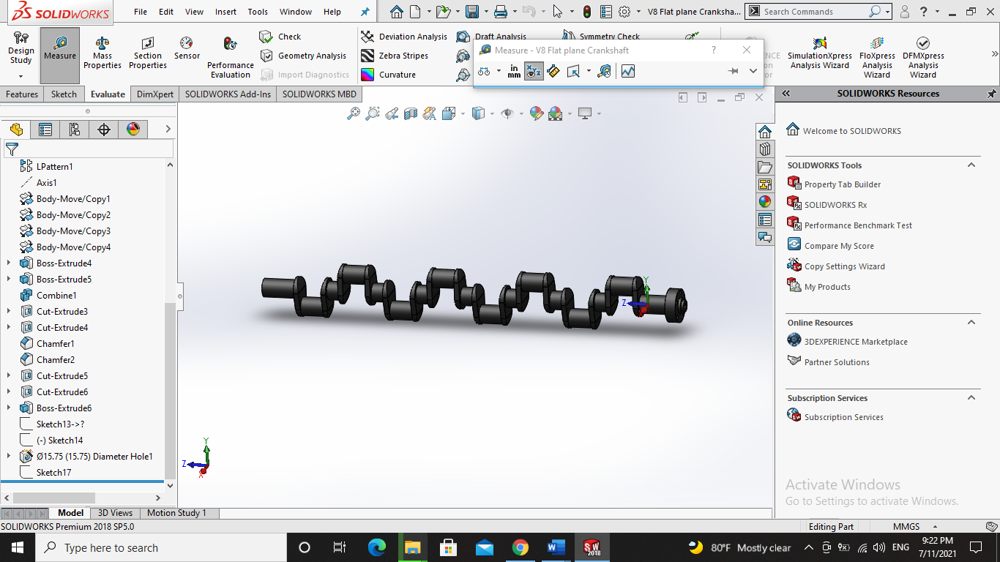 SOLIDWORKS
File Edit View Insert Tools Window Help
V8 Flat plane Cranksha...
Search Commands
Design Study
Measure
Mass Properties
Section Properties
Sensor
Performance Evaluation
Check
Geometry Analysis
Import Diagnostics
Deviation Analysis
Zebra Stripes
Curvature
Draft Analysis
Symmetry Check
SimulationXpress Analysis Wizard
FloXpress Analysis Wizard
DFMXpress Analysis Wizard
Measure - V8 Flat plane Crankshaft
?
in
mm
XYZ
Features Sketch Evaluate DimXpert SOLIDWORKS Add-Ins SOLIDWORKS MBD
LPattern1
Axis1
Body-Move/Copy1
Body-Move/Copy2
Body-Move/Copy3
Body-Move/Copy4
Boss-Extrude4
Boss-Extrude5
Combine1
Cut-Extrude3
Cut-Extrude4
Chamfer1
Chamfer2
Cut-Extrude5
Cut-Extrude6
Boss-Extrude6
Sketch13->?
(-) Sketch14
Ø15.75 (15.75) Diameter Hole1
Sketch17
Y
Z
Y
Z
X
SOLIDWORKS Resources
Welcome to SOLIDWORKS
SOLIDWORKS Tools
Property Tab Builder
SOLIDWORKS Rx
Performance Benchmark Test
Compare My Score
Copy Settings Wizard
My Products
Online Resources
3DEXPERIENCE Marketplace
Partner Solutions
Subscription Services
Subscription Services
Activate Windows
Go to Settings to activate Windows.
Model 3D Views Motion Study 1
SOLIDWORKS Premium 2018 SP5.0
Editing Part
MMGS
Type here to search
SW
2018
80°F Mostly clear
ENG
9:22 PM
7/11/2021